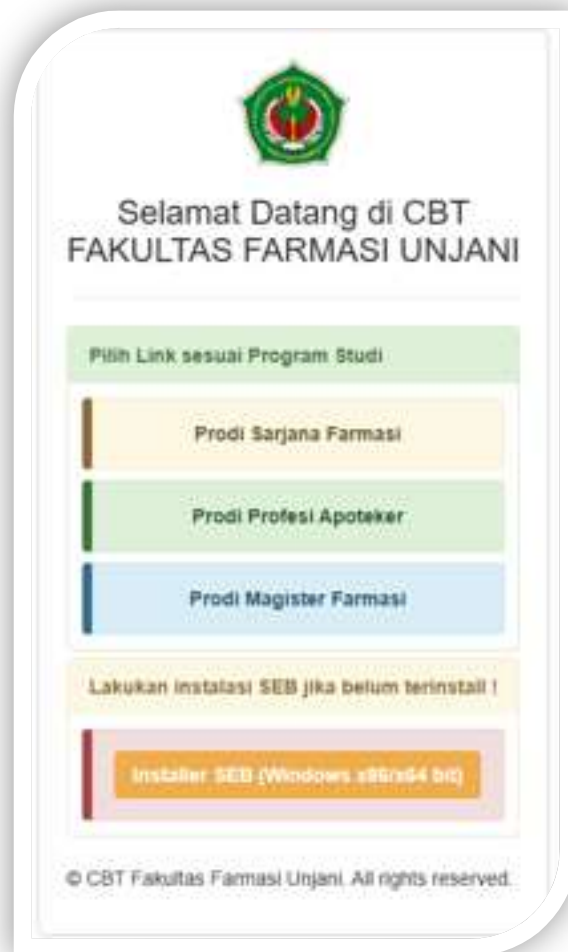 Selamat Datang di CBT
FAKULTAS FARMASI UNJANI
Pilih Link sesuai Program Studi
Prodi Sarjana Farmasi
Prodi Profesi Apoteker
Prodi Magister Farmasi
Lakukan instalasi SEB jika belum terinstall !
Installer SEB (Windows x86/x64 bit)
© CBT Fakultas Farmasi Unjani. All rights reserved.